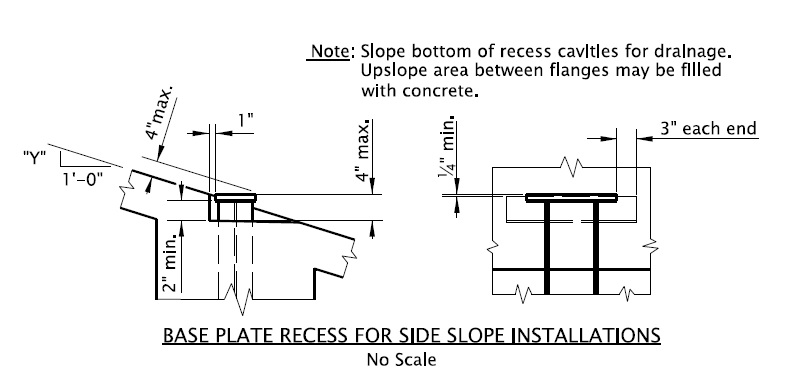 Note: Slope bottom of recess cavities for drainage.
Upslope area between flanges may be filled
with concrete.
4"max.
1"
4" max.
¼" min.
3" each end
"Y"
1'-0"
2" min.
BASE PLATE RECESS FOR SIDE SLOPE INSTALLATIONS
No Scale